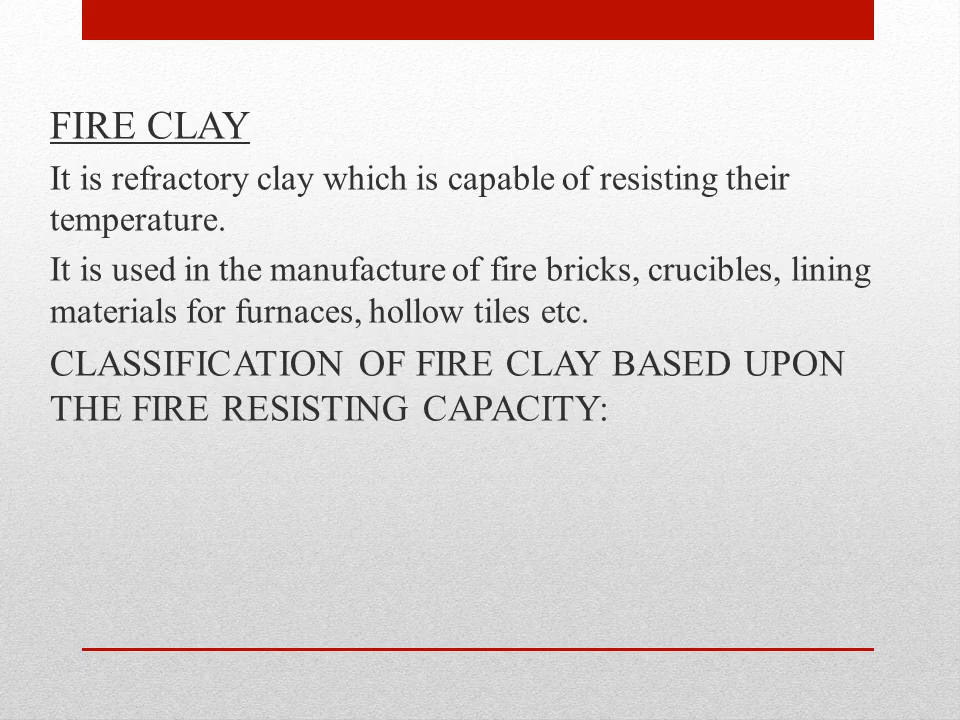 FIRE CLAY
It is refractory clay which is capable of resisting their
temperature.
It is used in the manufacture of fire bricks, crucibles, lining
materials for furnaces, hollow tiles etc.
CLASSIFICATION OF FIRE CLAY BASED UPON
THE FIRE RESISTING CAPACITY: